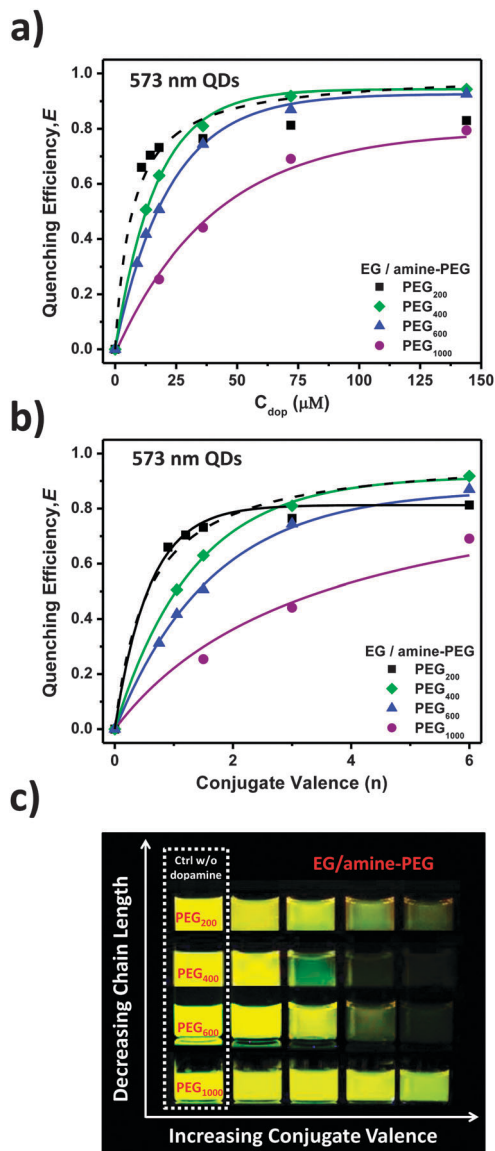 a)
573 nm QDs
Quenching Efficiency, E
1.0
0.8
0.6
0.4
0.2
0.0
EG / amine-PEG
PEG200
PEG400
PEG600
PEG1000
0 25 50 75 100 125 150
Cdop (μM)
b)
573 nm QDs
Quenching Efficiency, E
1.0
0.8
0.6
0.4
0.2
0.0
EG / amine-PEG
PEG200
PEG400
PEG600
PEG1000
0 2 4 6
Conjugate Valence (n)
c)
Decreasing Chain Length
Ctrl w/o
dopamine
EG/amine-PEG
PEG200
PEG400
PEG600
PEG1000
Increasing Conjugate Valence